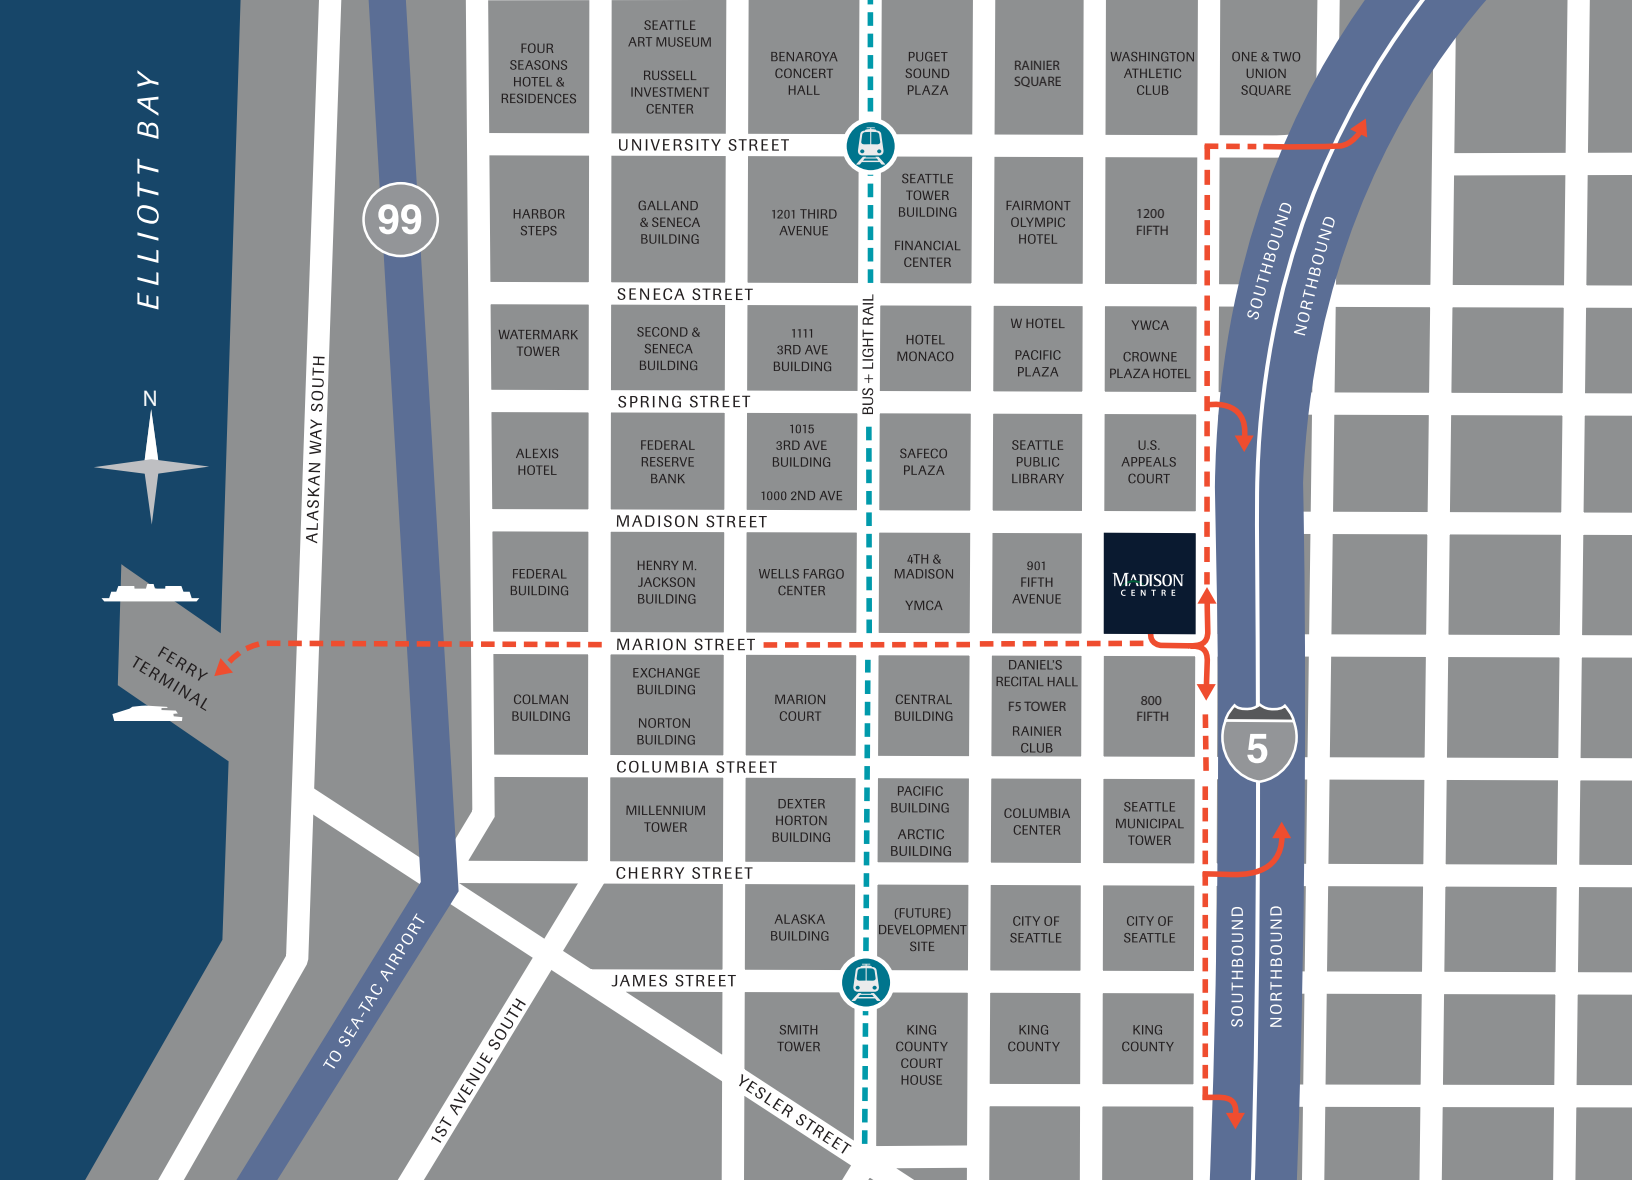 SEATTLE
ART MUSEUM
RUSSELL
INVESTMENT
CENTER
FOUR
SEASONS
HOTEL &
RESIDENCES
BENAROYA
CONCERT
HALL
PUGET
SOUND
PLAZA
RAINIER
SQUARE
WASHINGTON
ATHLETIC
CLUB
ONE & TWO
UNION
SQUARE
ELLIOTT BAY
UNIVERSITY STREET
99
HARBOR
STEPS
GALLAND
& SENECA
BUILDING
1201 THIRD
AVENUE
SEATTLE
TOWER
BUILDING
FINANCIAL
CENTER
FAIRMONT
OLYMPIC
HOTEL
1200
FIFTH
SOUTHBOUND
NORTHBOUND
SENECA STREET
WATERMARK
TOWER
SECOND &
SENECA
BUILDING
1111
3RD AVE
BUILDING
BUS + LIGHT RAIL
HOTEL
MONACO
W HOTEL
PACIFIC
PLAZA
YWCA
CROWNE
PLAZA HOTEL
N
ALASKAN WAY SOUTH
SPRING STREET
ALEXIS
HOTEL
FEDERAL
RESERVE
BANK
1015
3RD AVE
BUILDING
1000 2ND AVE
SAFECO
PLAZA
SEATTLE
PUBLIC
LIBRARY
U.S.
APPEALS
COURT
MADISON STREET
FEDERAL
BUILDING
HENRY M.
JACKSON
BUILDING
WELLS FARGO
CENTER
4TH &
MADISON
YMCA
901
FIFTH
AVENUE
MADISON
CENTRE
FERRY
TERMINAL
MARION STREET
COLMAN
BUILDING
EXCHANGE
BUILDING
NORTON
BUILDING
MARION
COURT
CENTRAL
BUILDING
DANIEL'S
RECITAL HALL
F5 TOWER
RAINIER
CLUB
800
FIFTH
5
COLUMBIA STREET
MILLENNIUM
TOWER
DEXTER
HORTON
BUILDING
PACIFIC
BUILDING
ARCTIC
BUILDING
COLUMBIA
CENTER
SEATTLE
MUNICIPAL
TOWER
CHERRY STREET
ALASKA
BUILDING
(FUTURE)
DEVELOPMENT
SITE
CITY OF
SEATTLE
CITY OF
SEATTLE
SOUTHBOUND
NORTHBOUND
TO SEA-TAC AIRPORT
JAMES STREET
1ST AVENUE SOUTH
SMITH
TOWER
KING
COUNTY
COURT
HOUSE
KING
COUNTY
KING
COUNTY
YESLER STREET